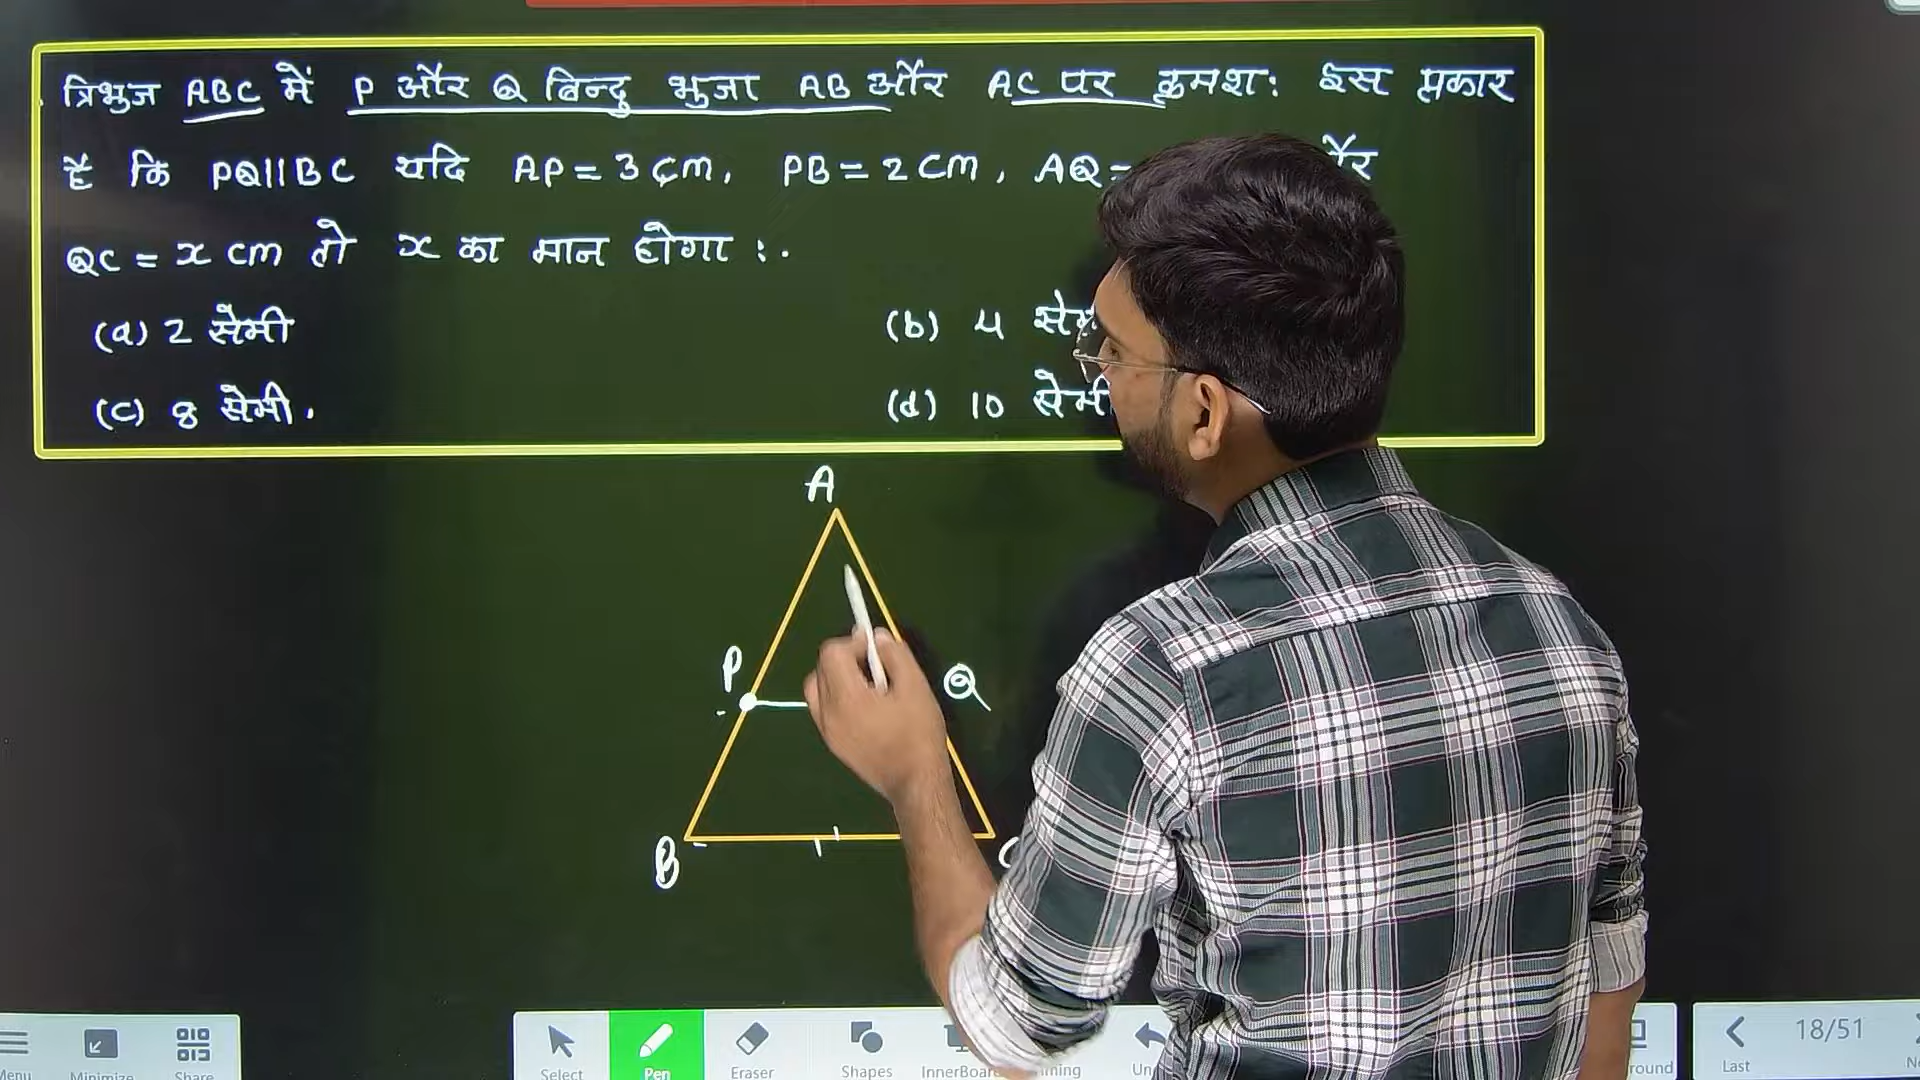 त्रिभुज ABC में P और Q बिन्दु भुजा AB और AC पर क्रमश: इस प्रकार
है कि PQ||BC यदि AP = 3 cm, PB = 2 cm, AQ =
QC = x cm तो x का मान होगा :.
(a) 2 सेमी
(b) 4
(c) 8 सेमी.
(d) 10 सेमी
A
P
Q
B
Minimize
Share
Select
Pen
Eraser
Shapes
18/51
Last